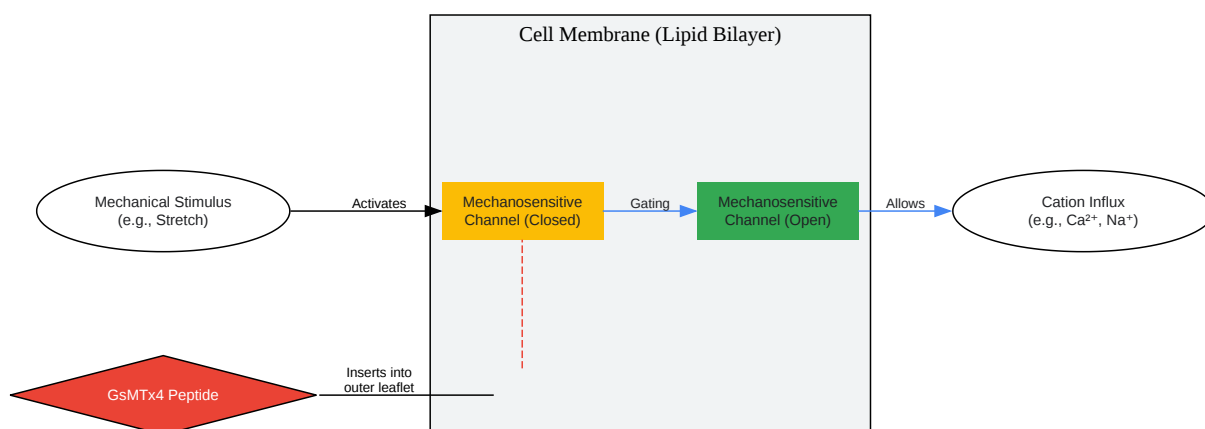 Cell Membrane (Lipid Bilayer)
Mechanical Stimulus
(e.g., Stretch)
Activates
Mechanosensitive
Channel (Closed)
Gating
Mechanosensitive
Channel (Open)
Allows
Cation Influx
(e.g., Ca²⁺, Na⁺)
GsMTx4 Peptide
Inserts into
outer leaflet